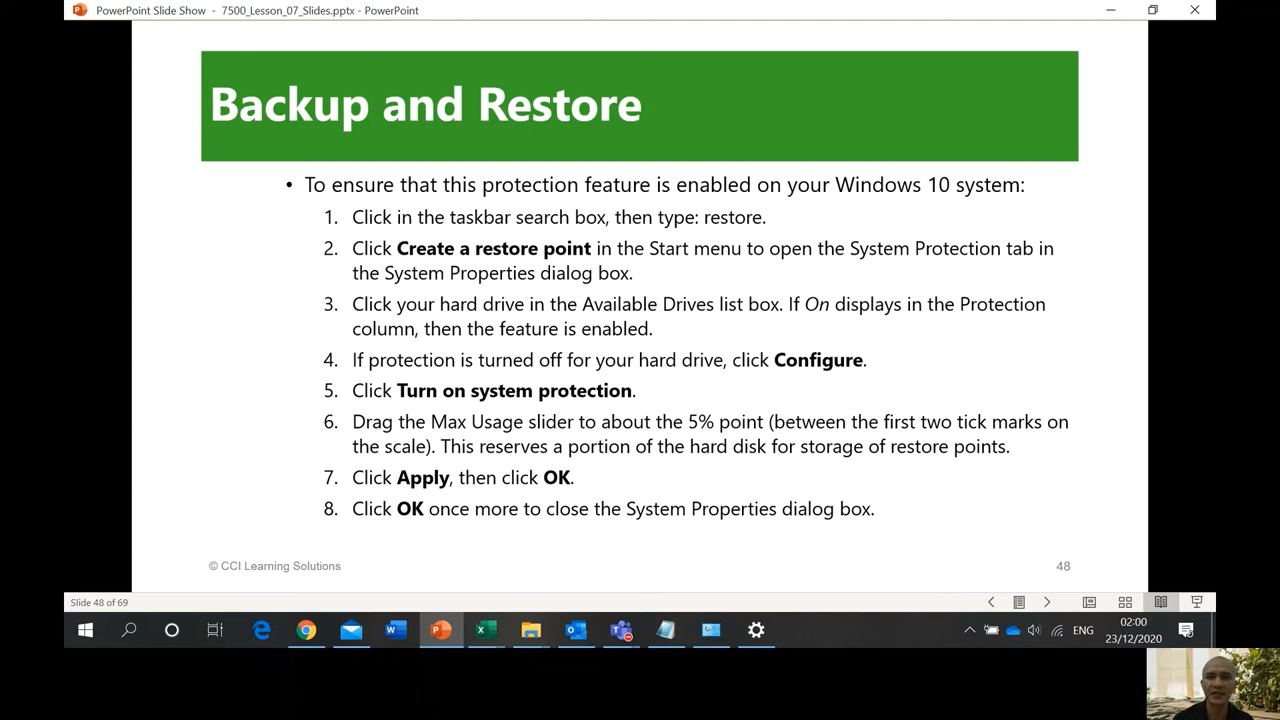 PowerPoint Slide Show - 7500_Lesson_07_Slides.pptx - PowerPoint
Backup and Restore
• To ensure that this protection feature is enabled on your Windows 10 system:
1. Click in the taskbar search box, then type: restore.
2. Click Create a restore point in the Start menu to open the System Protection tab in
the System Properties dialog box.
3. Click your hard drive in the Available Drives list box. If On displays in the Protection
column, then the feature is enabled.
4. If protection is turned off for your hard drive, click Configure.
5. Click Turn on system protection.
6. Drag the Max Usage slider to about the 5% point (between the first two tick marks on
the scale). This reserves a portion of the hard disk for storage of restore points.
7. Click Apply, then click OK.
8. Click OK once more to close the System Properties dialog box.
© CCI Learning Solutions 48
Slide 48 of 69
ENG
02:00
23/12/2020